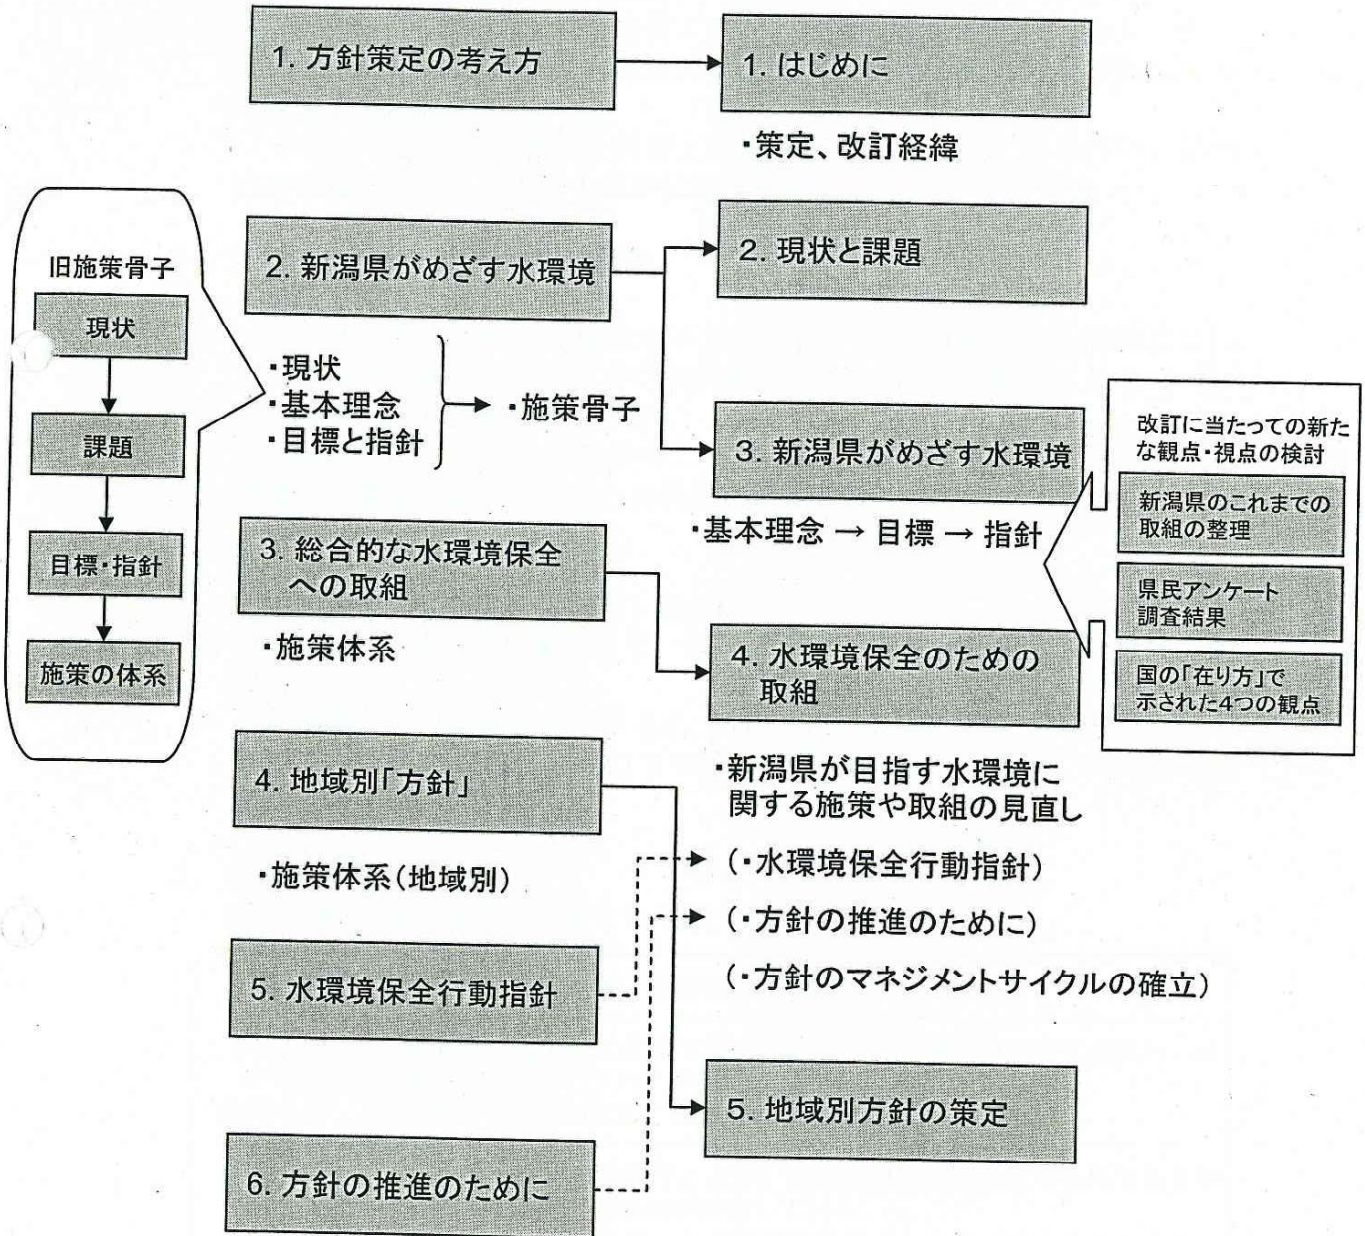 1. 方針策定の考え方
1. はじめに
・策定、改訂経緯
旧施策骨子
現状
課題
目標・指針
施策の体系
2. 新潟県がめざす水環境
・現状
・基本理念
・目標と指針
・施策骨子
2. 現状と課題
3. 新潟県がめざす水環境
・基本理念 → 目標 → 指針
改訂に当たっての新た
な観点・視点の検討
新潟県のこれまでの
取組の整理
県民アンケート
調査結果
国の「在り方」で
示された4つの観点
3. 総合的な水環境保全
への取組
・施策体系
4. 水環境保全のための
取組
・新潟県が目指す水環境に
関する施策や取組の見直し
(・水環境保全行動指針)
(・方針の推進のために)
(・方針のマネジメントサイクルの確立)
4. 地域別「方針」
・施策体系(地域別)
5. 水環境保全行動指針
5. 地域別方針の策定
6. 方針の推進のために